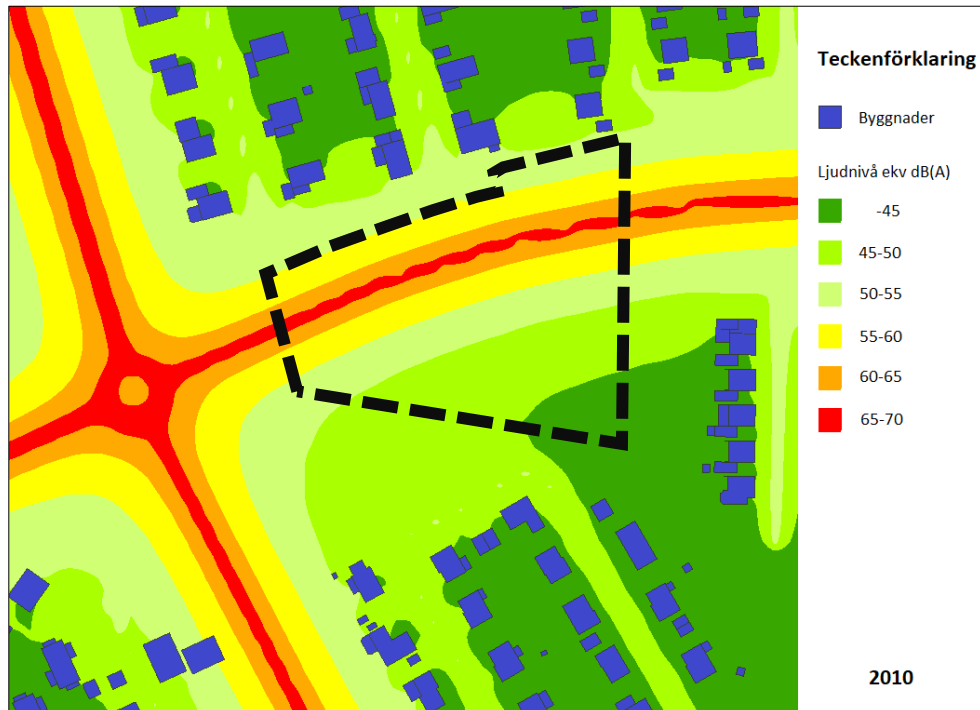 Teckenförklaring
Byggnader
Ljudnivå ekv dB(A)
-45
45-50
50-55
55-60
60-65
65-70
2010